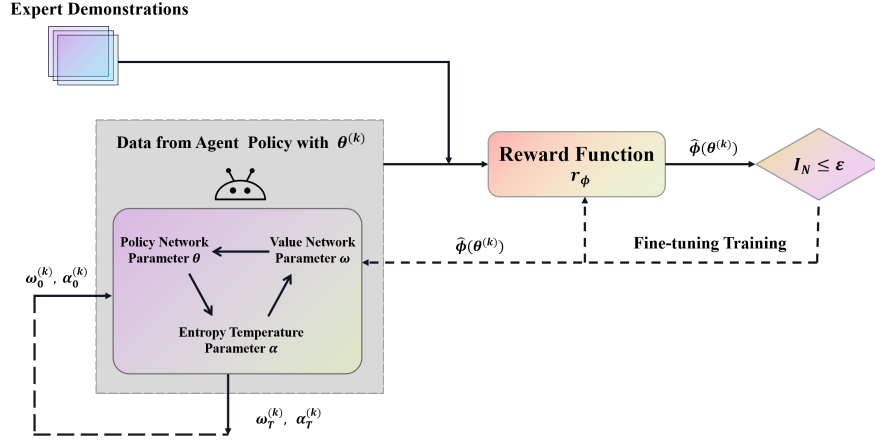 Expert Demonstrations
Data from Agent Policy with θ^(k)
Reward Function
r_ϕ
ϕ̂(θ^(k))
I_N ≤ ε
Policy Network
Parameter θ
Value Network
Parameter ω
ϕ̂(θ^(k))
Fine-tuning Training
ω_0^(k), α_0^(k)
Entropy Temperature
Parameter α
ω_T^(k), α_T^(k)